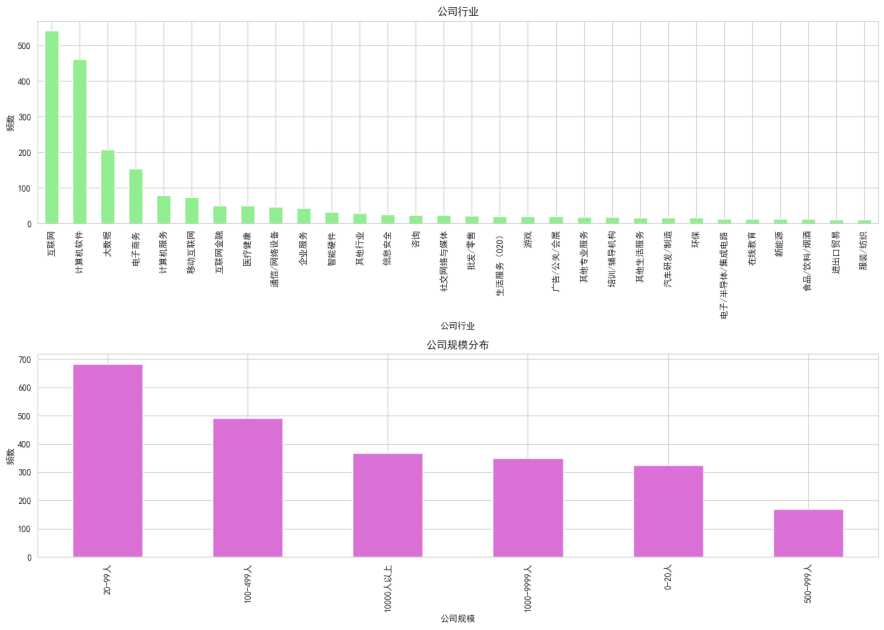 公司行业
500
400
300
200
100
0
频数
互联网
计算机软件
大数据
电子商务
计算机服务
移动互联网
互联网金融
医疗健康
通信/网络设备
企业服务
智能硬件
其他行业
信息安全
咨询
社交网络与媒体
批发/零售
生活服务（O2O）
游戏
广告/公关/会展
其他专业服务
培训/辅导机构
其他生活服务
汽车研发/制造
环保
电子/半导体/集成电路
在线教育
新能源
食品/饮料/烟酒
进出口贸易
服装/纺织
公司行业
公司规模分布
700
600
500
400
300
200
100
0
频数
20-99人
100-499人
10000人以上
1000-9999人
0-20人
500-999人
公司规模